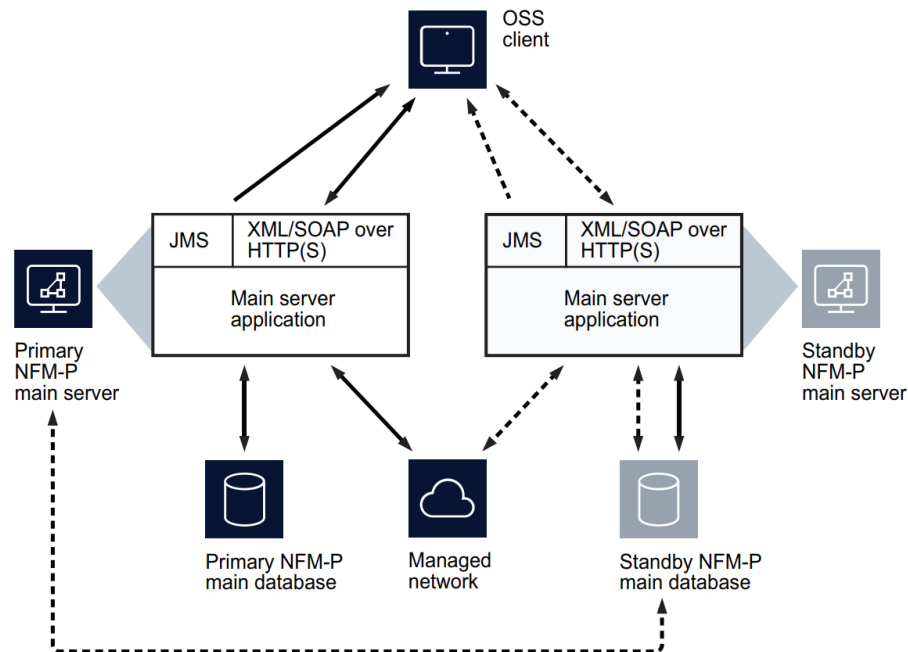 OSS
client
JMS
XML/SOAP over
HTTP(S)
Main server
application
JMS
XML/SOAP over
HTTP(S)
Main server
application
Primary
NFM-P
main server
Standby
NFM-P
main server
Primary NFM-P
main database
Managed
network
Standby NFM-P
main database